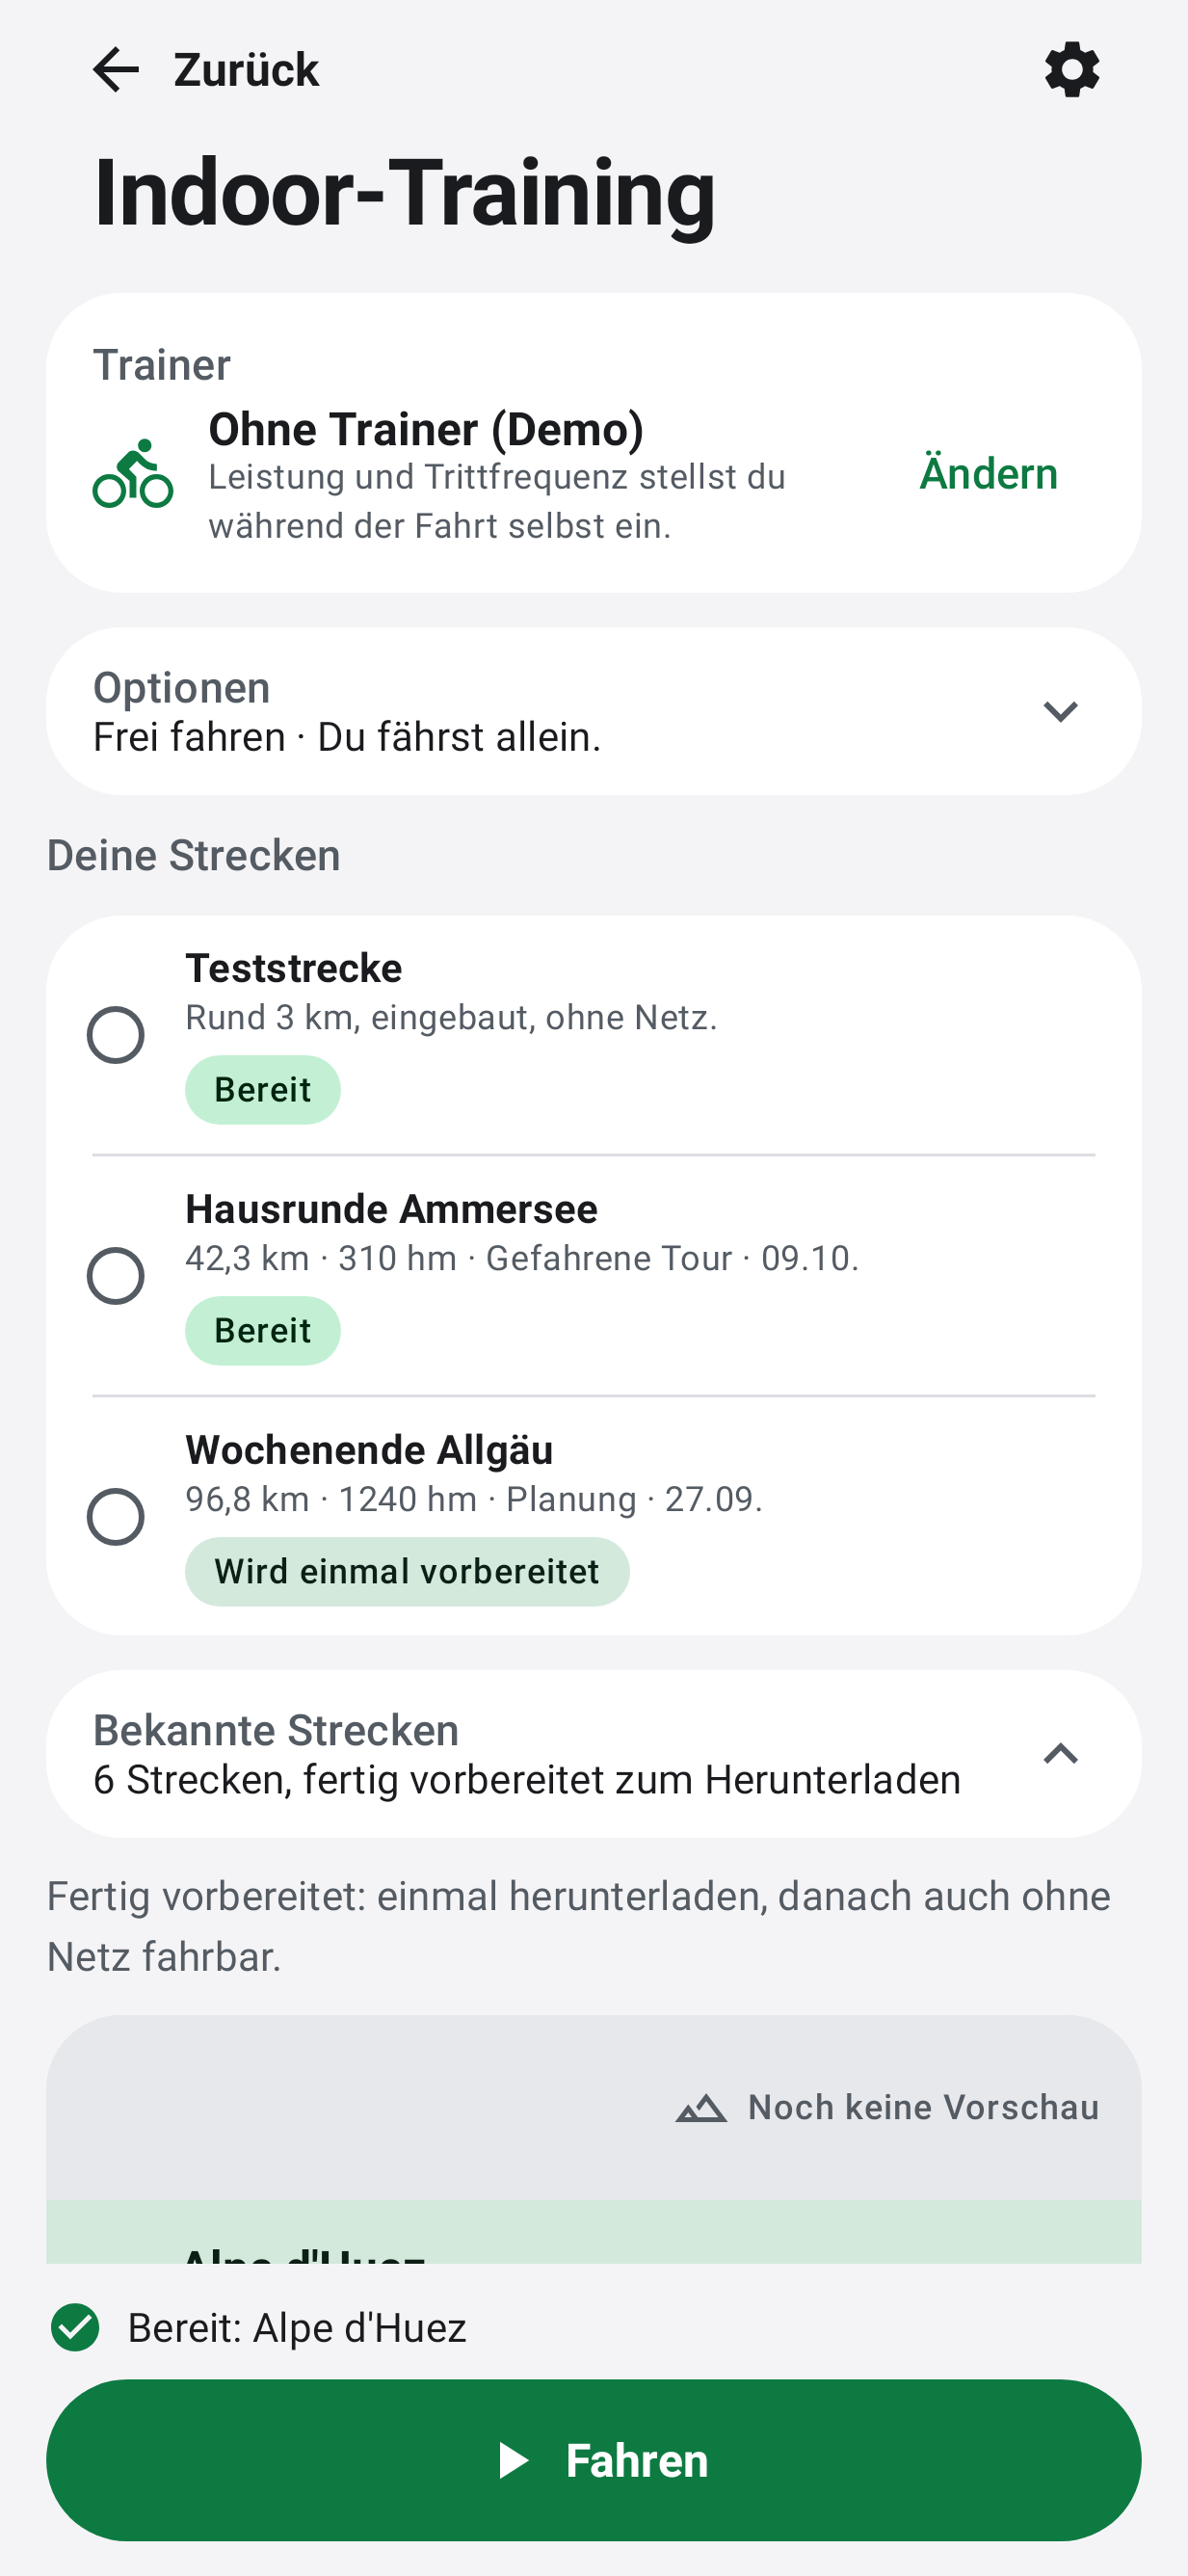 Zurück
Indoor-Training
Trainer
Ohne Trainer (Demo)
Leistung und Trittfrequenz stellst du
während der Fahrt selbst ein.
Ändern
Optionen
Frei fahren · Du fährst allein.
Deine Strecken
Teststrecke
Rund 3 km, eingebaut, ohne Netz.
Bereit
Hausrunde Ammersee
42,3 km · 310 hm · Gefahrene Tour · 09.10.
Bereit
Wochenende Allgäu
96,8 km · 1240 hm · Planung · 27.09.
Wird einmal vorbereitet
Bekannte Strecken
6 Strecken, fertig vorbereitet zum Herunterladen
Fertig vorbereitet: einmal herunterladen, danach auch ohne
Netz fahrbar.
Noch keine Vorschau
Alpe d'Huez
Bereit: Alpe d'Huez
Fahren